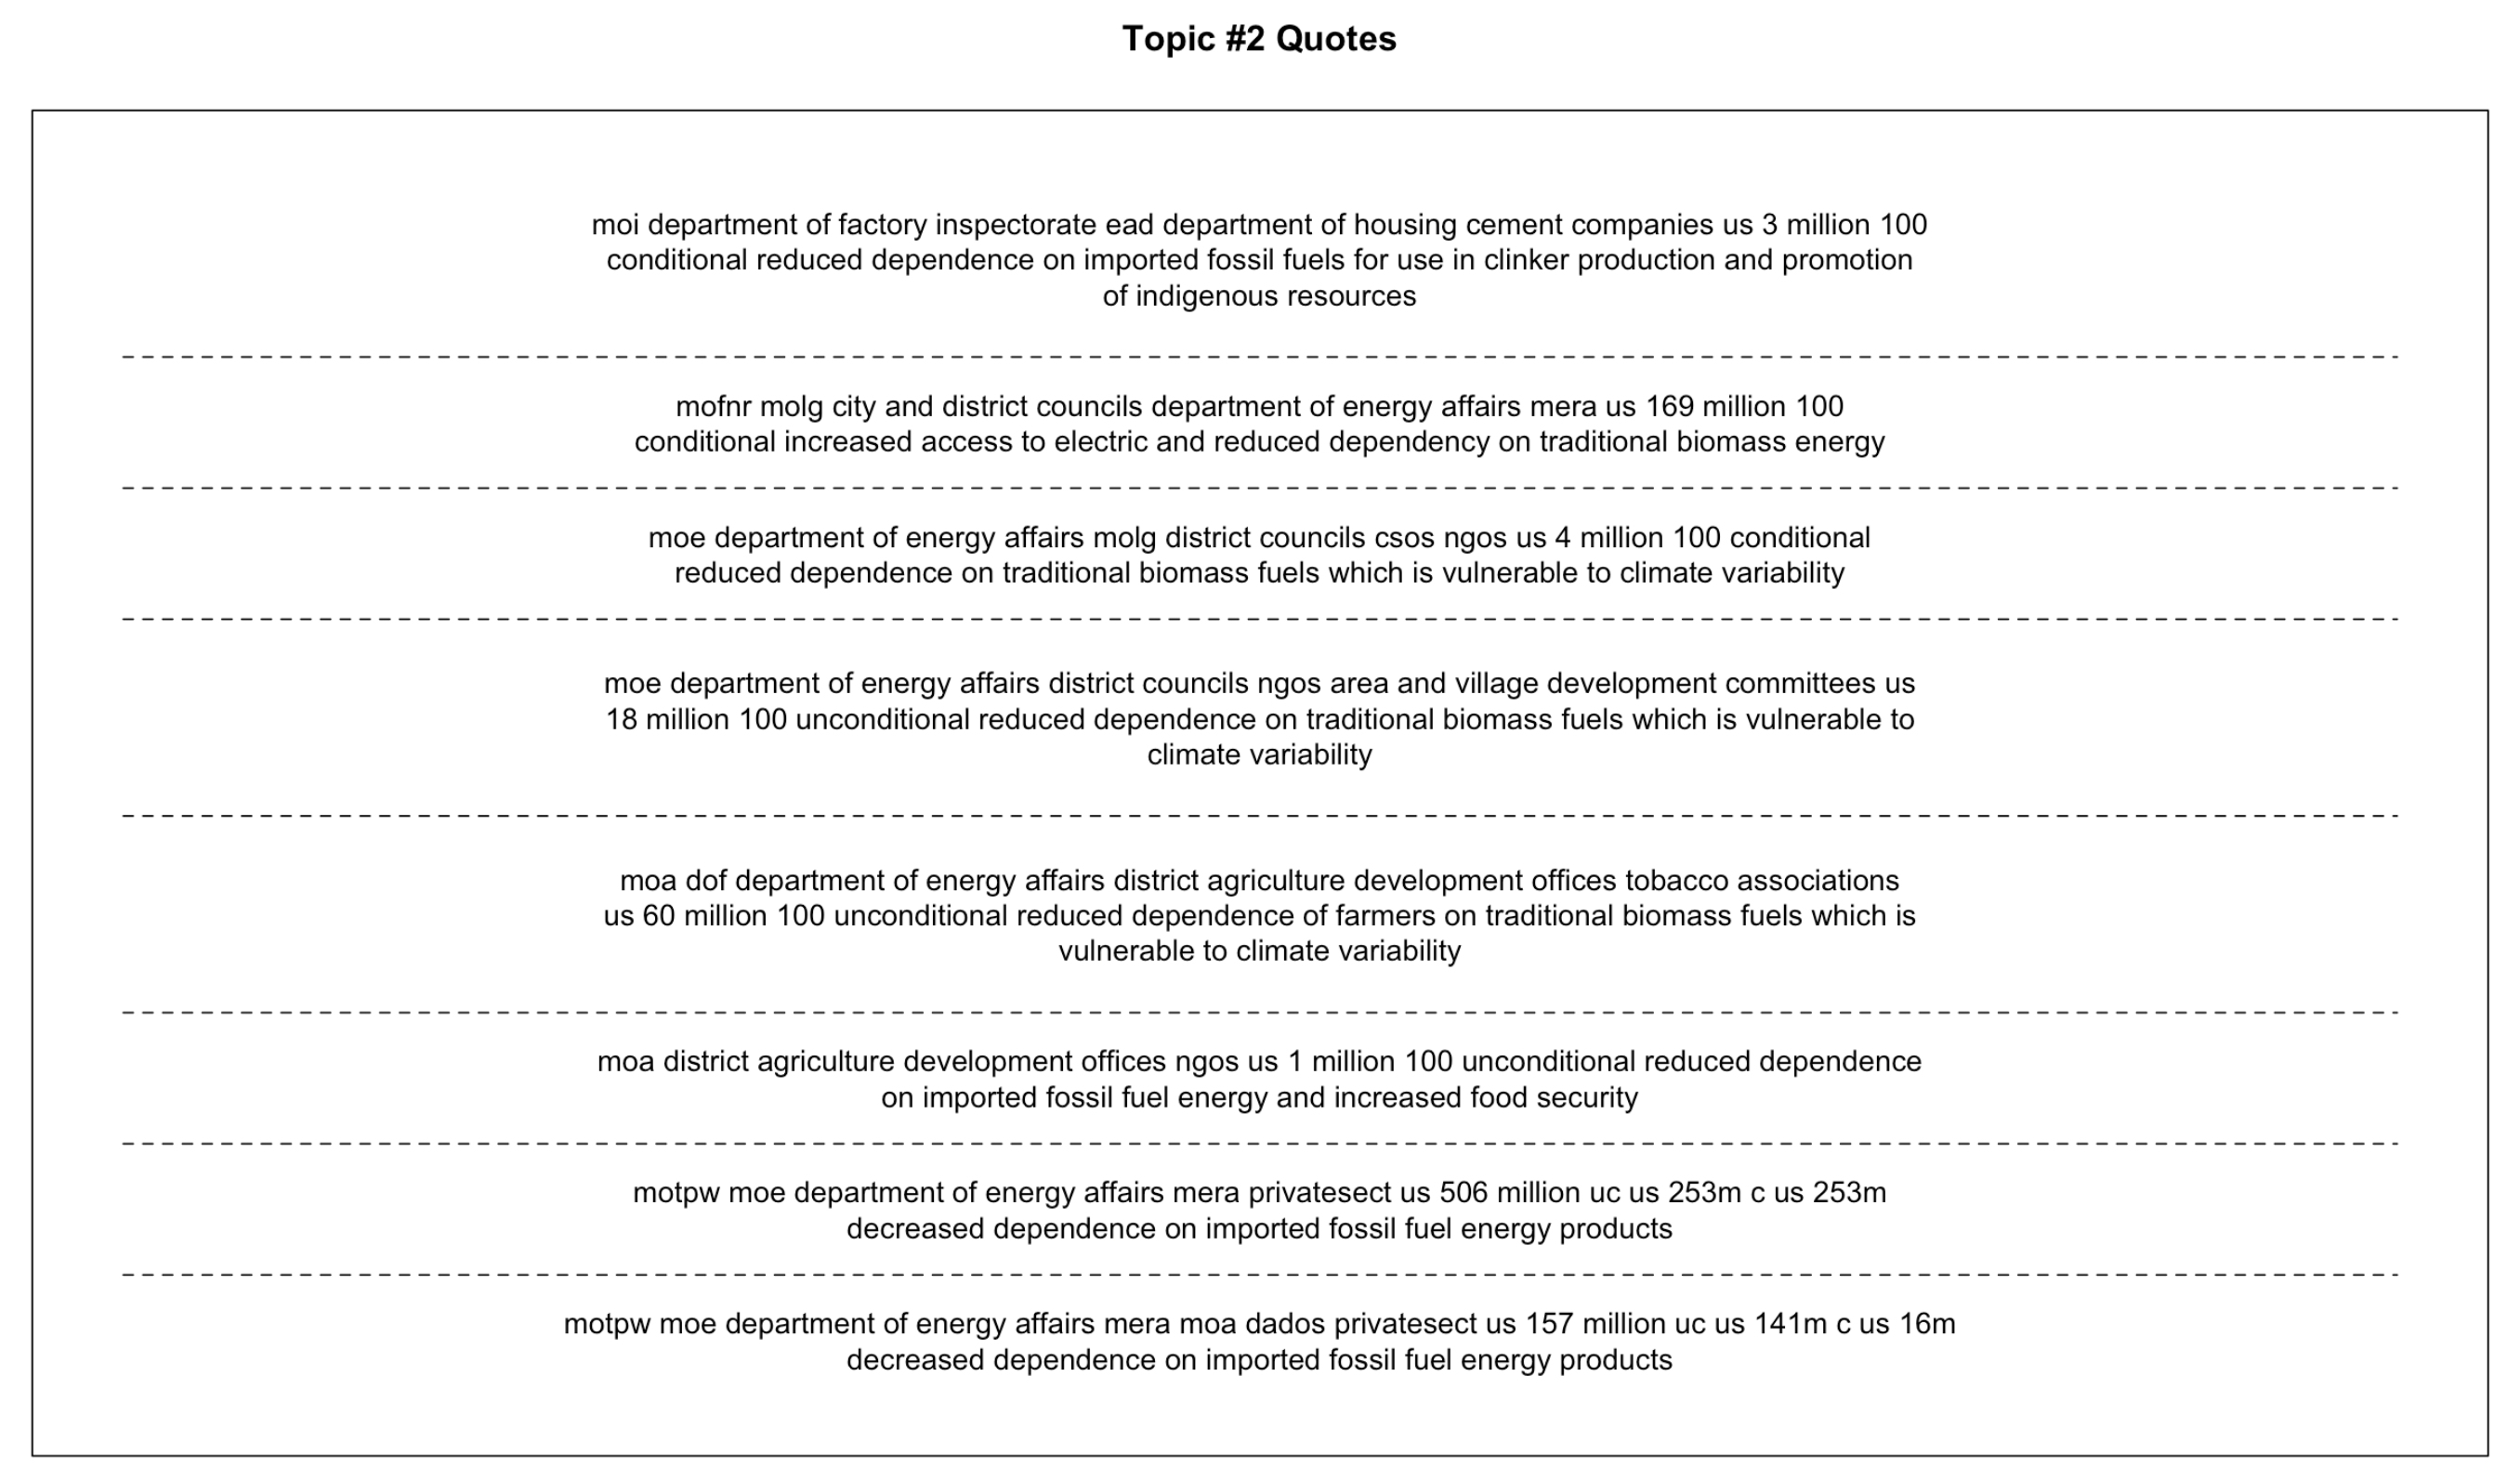 Topic #2 Quotes
moi department of factory inspectorate ead department of housing cement companies us 3 million 100
conditional reduced dependence on imported fossil fuels for use in clinker production and promotion
of indigenous resources
mofnr molg city and district councils department of energy affairs mera us 169 million 100
conditional increased access to electric and reduced dependency on traditional biomass energy
moe department of energy affairs molg district councils csos ngos us 4 million 100 conditional
reduced dependence on traditional biomass fuels which is vulnerable to climate variability
moe department of energy affairs district councils ngos area and village development committees us
18 million 100 unconditional reduced dependence on traditional biomass fuels which is vulnerable to
climate variability
moa dof department of energy affairs district agriculture development offices tobacco associations
us 60 million 100 unconditional reduced dependence of farmers on traditional biomass fuels which is
vulnerable to climate variability
moa district agriculture development offices ngos us 1 million 100 unconditional reduced dependence
on imported fossil fuel energy and increased food security
motpw moe department of energy affairs mera privatesect us 506 million uc us 253m c us 253m
decreased dependence on imported fossil fuel energy products
motpw moe department of energy affairs mera moa dados privatesect us 157 million uc us 141m c us 16m
decreased dependence on imported fossil fuel energy products